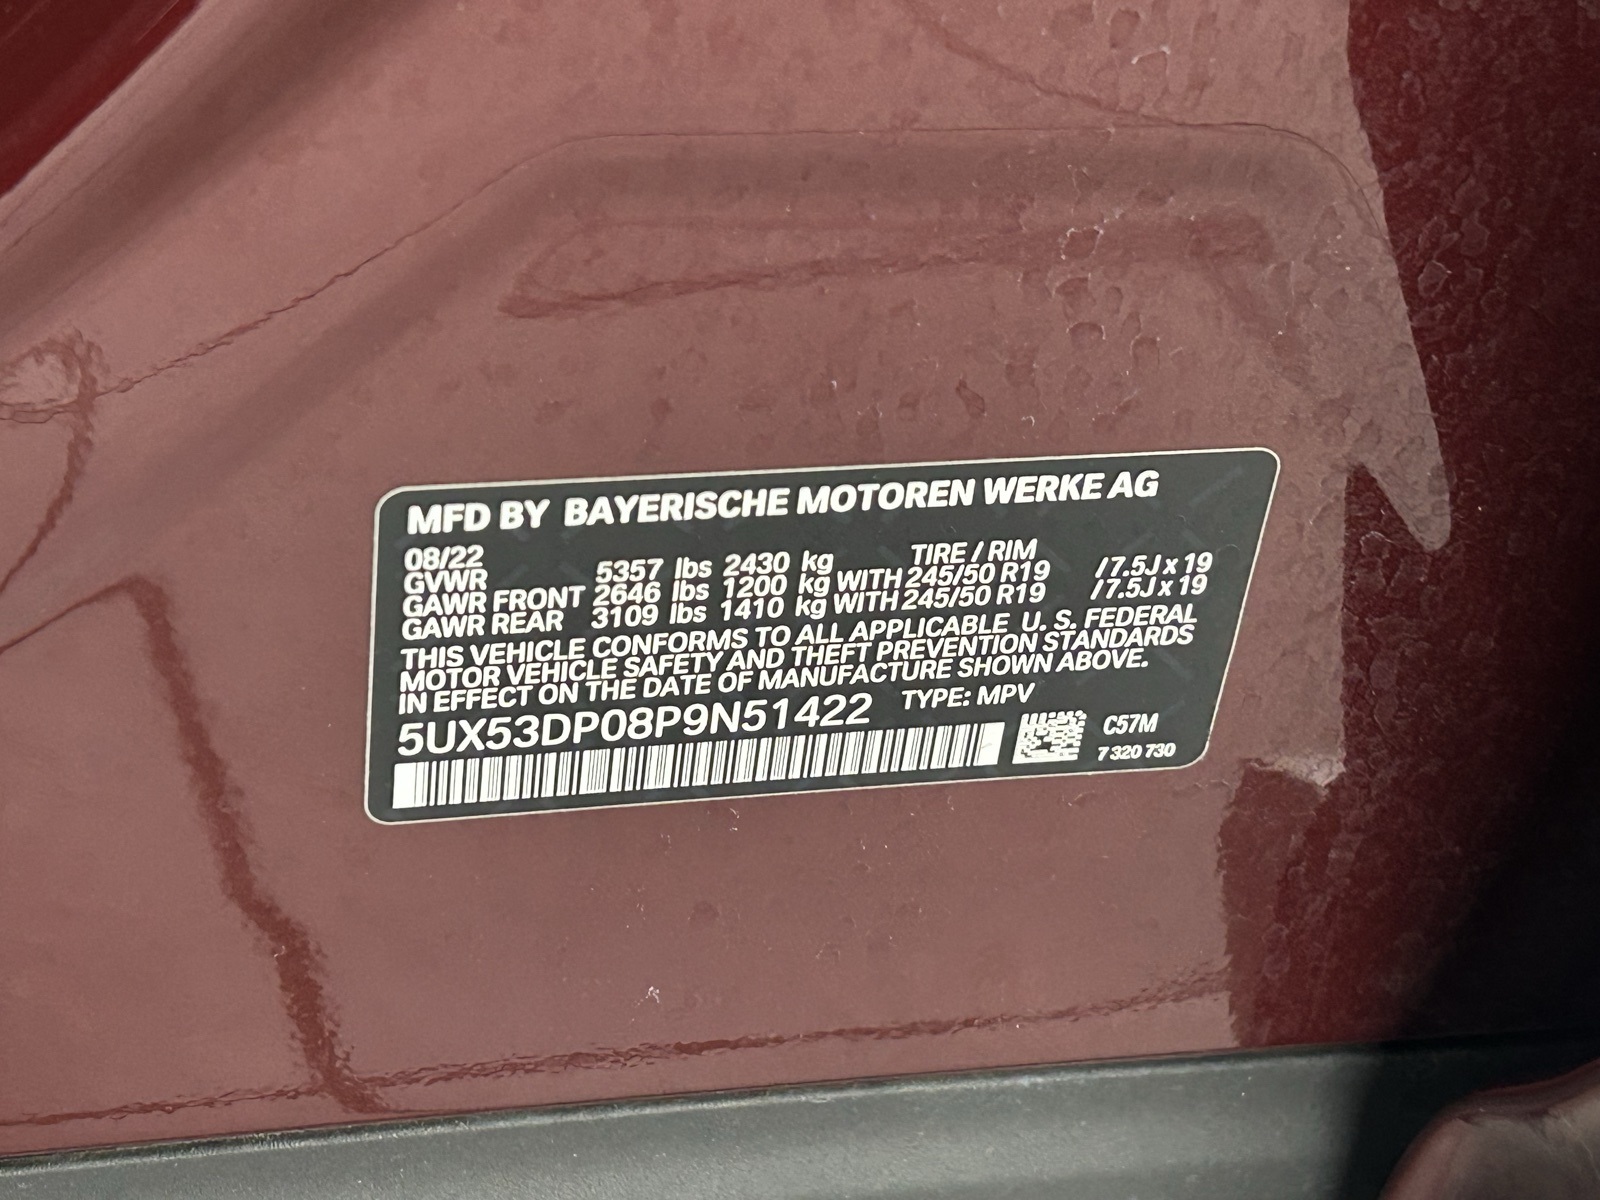 MFD BY BAYERISCHE MOTOREN WERKE AG
08/22 TIRE / RIM
GVWR 5357 lbs 2430 kg
GAWR FRONT 2646 lbs 1200 kg WITH 245/50 R19 / 7.5J x 19
GAWR REAR 3109 lbs 1410 kg WITH 245/50 R19 / 7.5J x 19
THIS VEHICLE CONFORMS TO ALL APPLICABLE U. S. FEDERAL
MOTOR VEHICLE SAFETY AND THEFT PREVENTION STANDARDS
IN EFFECT ON THE DATE OF MANUFACTURE SHOWN ABOVE.
5UX53DP08P9N51422 TYPE: MPV
C57M
7 320 730